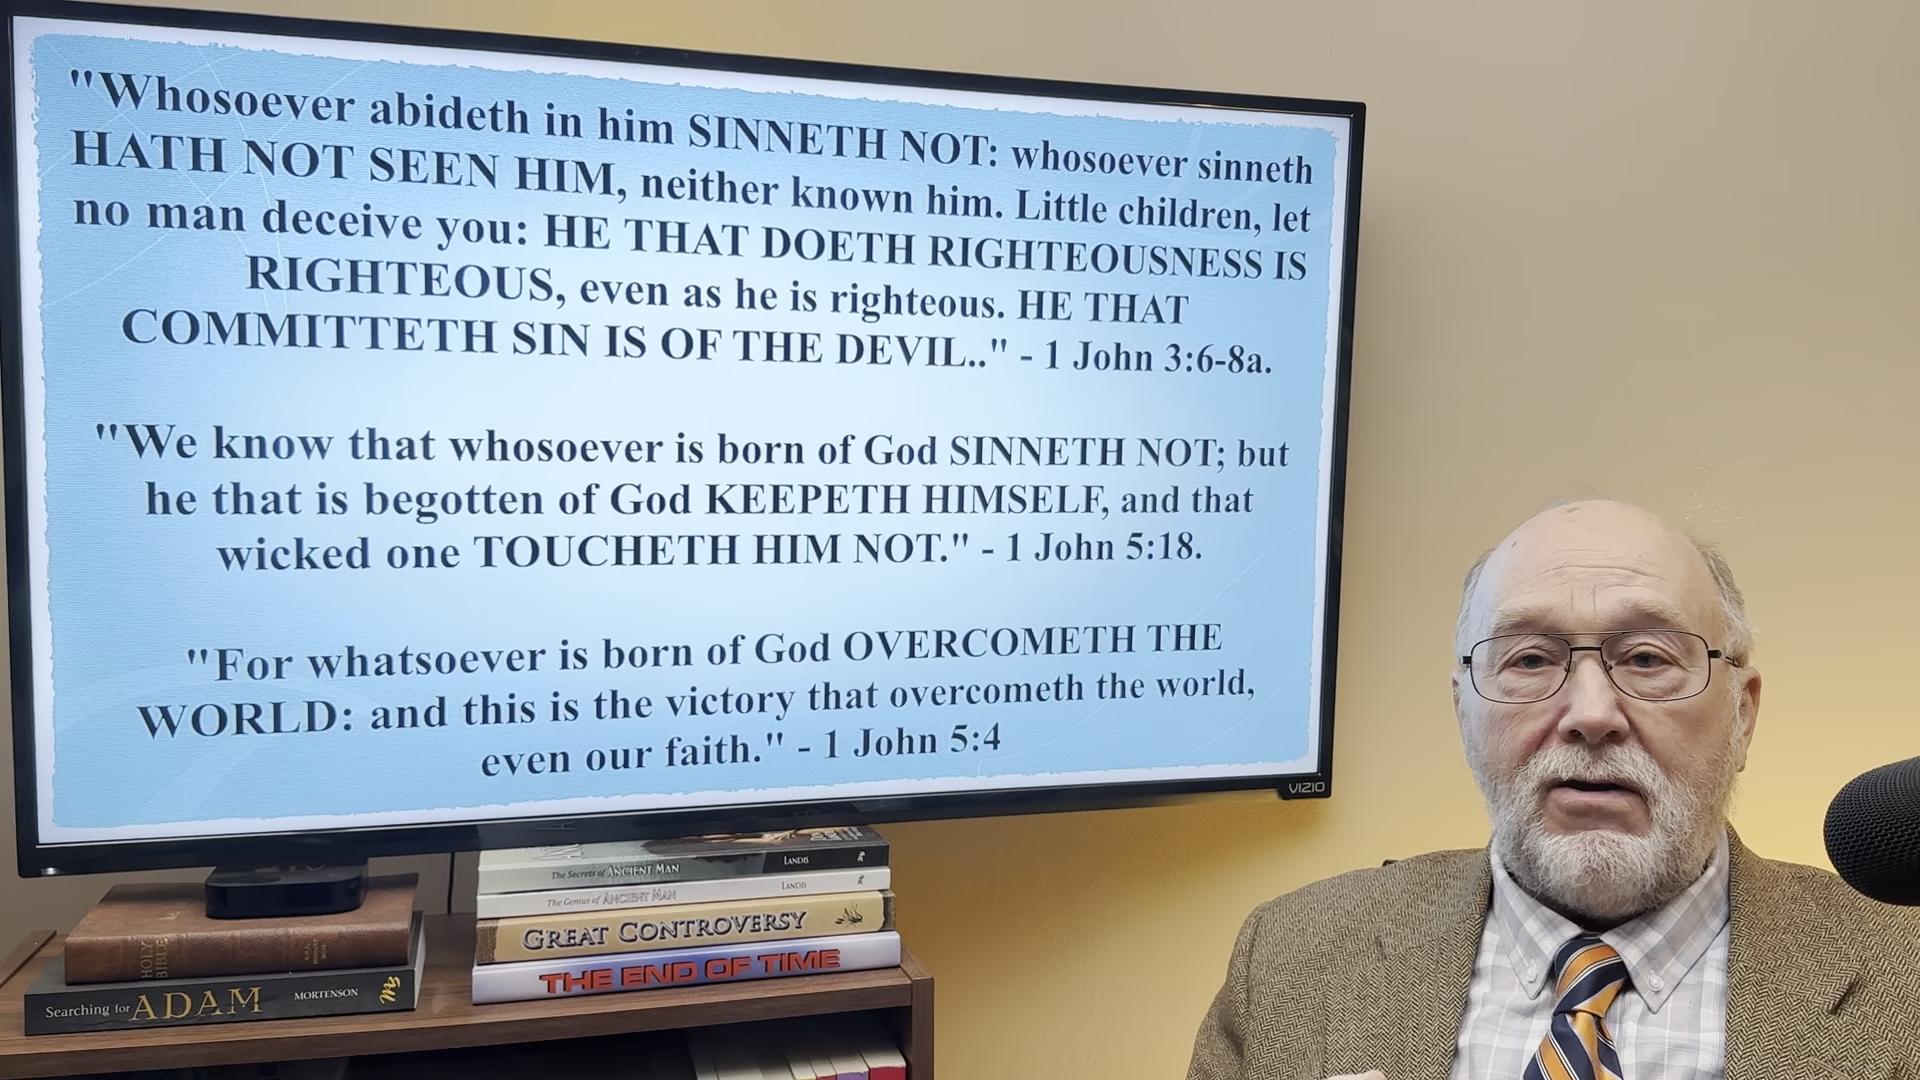 "Whosoever abideth in him SINNETH NOT: whosoever sinneth
HATH NOT SEEN HIM, neither known him. Little children, let
no man deceive you: HE THAT DOETH RIGHTEOUSNESS IS
RIGHTEOUS, even as he is righteous. HE THAT
COMMITTETH SIN IS OF THE DEVIL.." - 1 John 3:6-8a.
"We know that whosoever is born of God SINNETH NOT; but
he that is begotten of God KEEPETH HIMSELF, and that
wicked one TOUCHETH HIM NOT." - 1 John 5:18.
"For whatsoever is born of God OVERCOMETH THE
WORLD: and this is the victory that overcometh the world,
even our faith." - 1 John 5:4
VIZIO
The Secrets of ANCIENT MAN LANDIS
The Genius of ANCIENT MAN LANDIS
GREAT CONTROVERSY
THE END OF TIME
HOLY BIBLE
Searching for ADAM MORTENSON